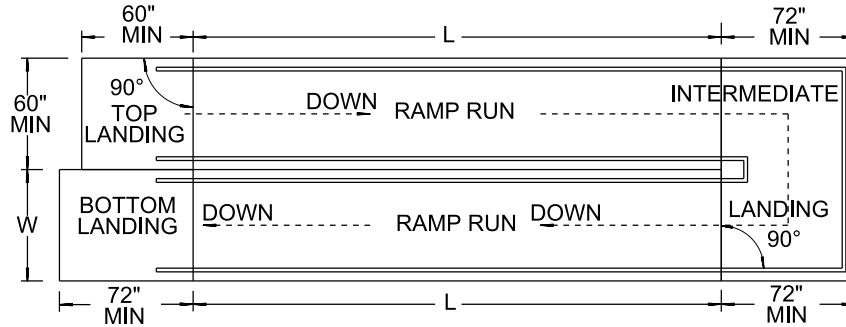 60"
MIN
L
72"
MIN
60"
MIN
90°
TOP
LANDING
DOWN
RAMP RUN
INTERMEDIATE
W
BOTTOM
LANDING
DOWN
RAMP RUN
DOWN
LANDING
90°
72"
MIN
L
72"
MIN